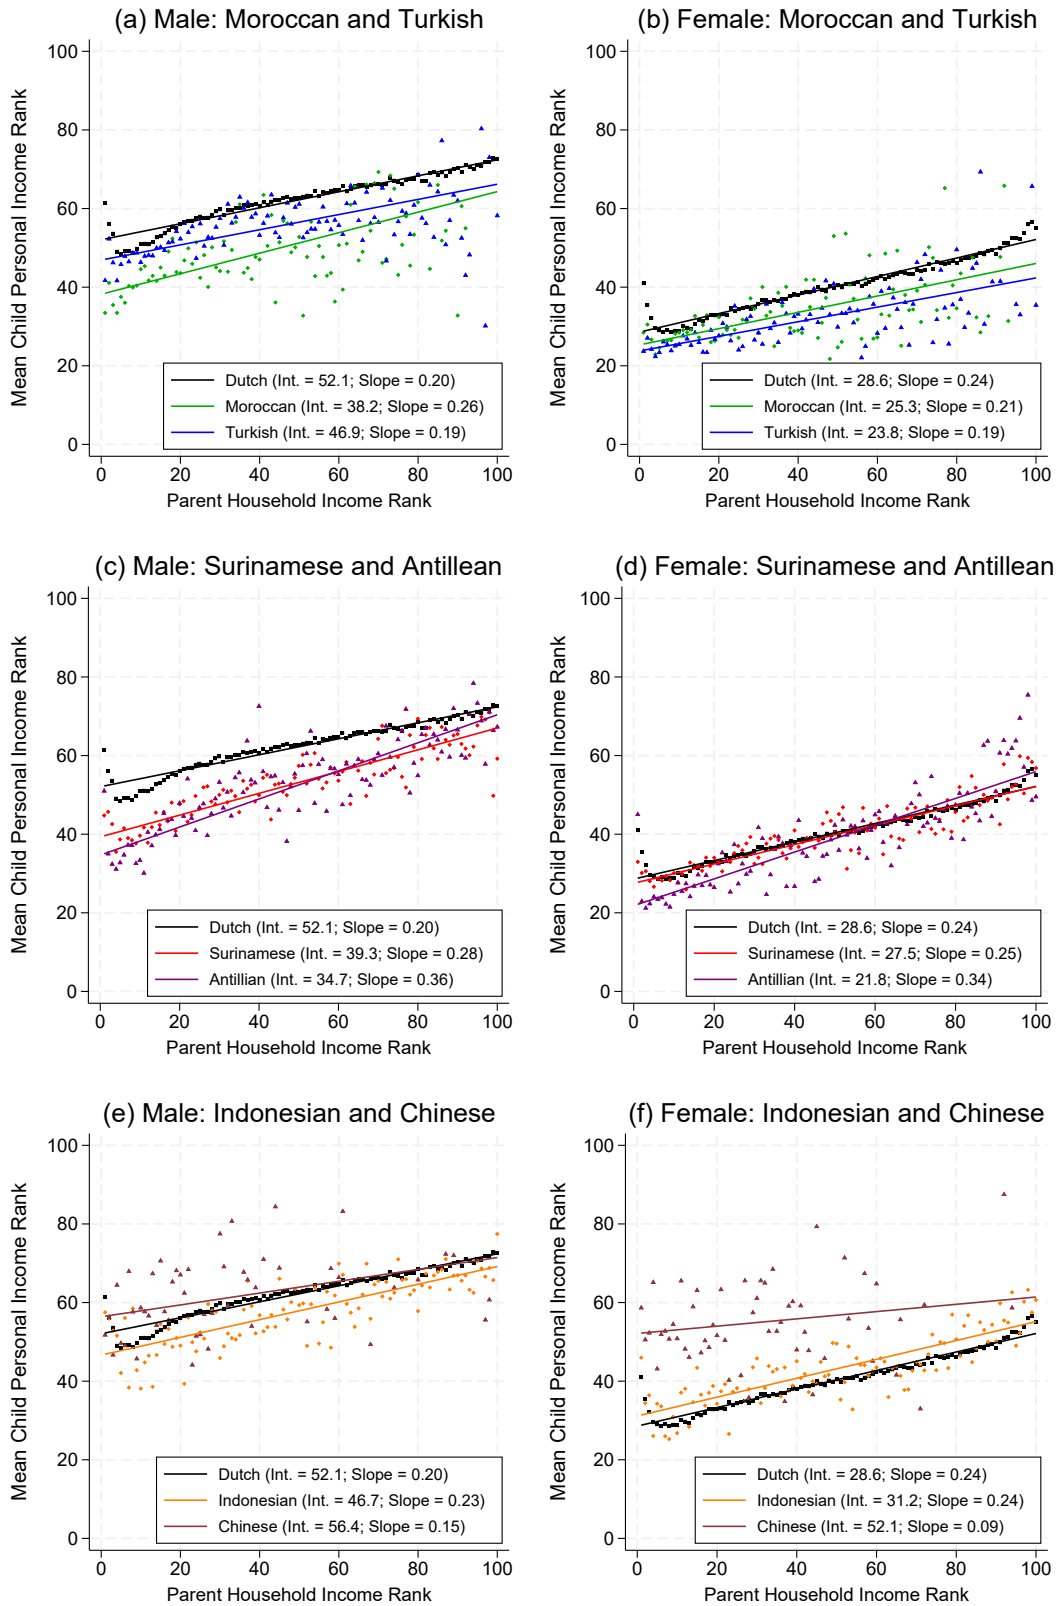 (a) Male: Moroccan and Turkish
Mean Child Personal Income Rank
100
80
60
40
20
0
Dutch (Int. = 52.1; Slope = 0.20)
Moroccan (Int. = 38.2; Slope = 0.26)
Turkish (Int. = 46.9; Slope = 0.19)
0 20 40 60 80 100
Parent Household Income Rank
(b) Female: Moroccan and Turkish
Mean Child Personal Income Rank
100
80
60
40
20
0
Dutch (Int. = 28.6; Slope = 0.24)
Moroccan (Int. = 25.3; Slope = 0.21)
Turkish (Int. = 23.8; Slope = 0.19)
0 20 40 60 80 100
Parent Household Income Rank
(c) Male: Surinamese and Antillean
Mean Child Personal Income Rank
100
80
60
40
20
0
Dutch (Int. = 52.1; Slope = 0.20)
Surinamese (Int. = 39.3; Slope = 0.28)
Antillian (Int. = 34.7; Slope = 0.36)
0 20 40 60 80 100
Parent Household Income Rank
(d) Female: Surinamese and Antillean
Mean Child Personal Income Rank
100
80
60
40
20
0
Dutch (Int. = 28.6; Slope = 0.24)
Surinamese (Int. = 27.5; Slope = 0.25)
Antillian (Int. = 21.8; Slope = 0.34)
0 20 40 60 80 100
Parent Household Income Rank
(e) Male: Indonesian and Chinese
Mean Child Personal Income Rank
100
80
60
40
20
0
Dutch (Int. = 52.1; Slope = 0.20)
Indonesian (Int. = 46.7; Slope = 0.23)
Chinese (Int. = 56.4; Slope = 0.15)
0 20 40 60 80 100
Parent Household Income Rank
(f) Female: Indonesian and Chinese
Mean Child Personal Income Rank
100
80
60
40
20
0
Dutch (Int. = 28.6; Slope = 0.24)
Indonesian (Int. = 31.2; Slope = 0.24)
Chinese (Int. = 52.1; Slope = 0.09)
0 20 40 60 80 100
Parent Household Income Rank